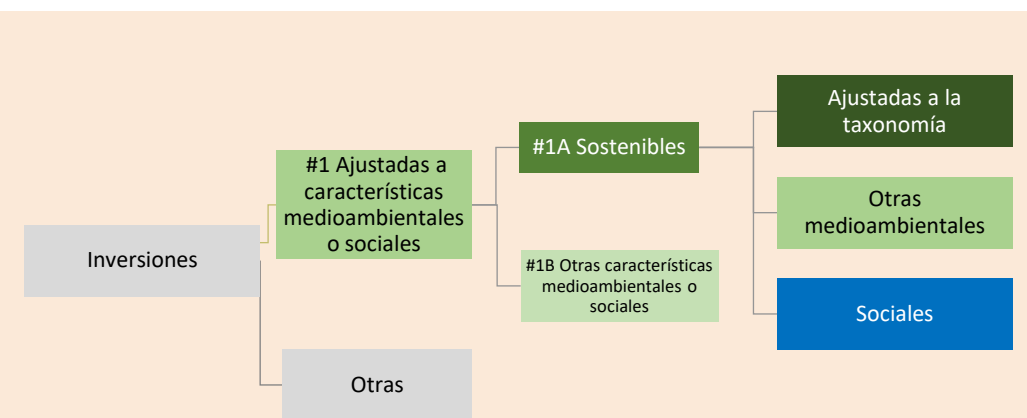 Inversiones
#1 Ajustadas a
características
medioambientales
o sociales
Otras
#1A Sostenibles
#1B Otras características
medioambientales o
sociales
Ajustadas a la
taxonomía
Otras
medioambientales
Sociales